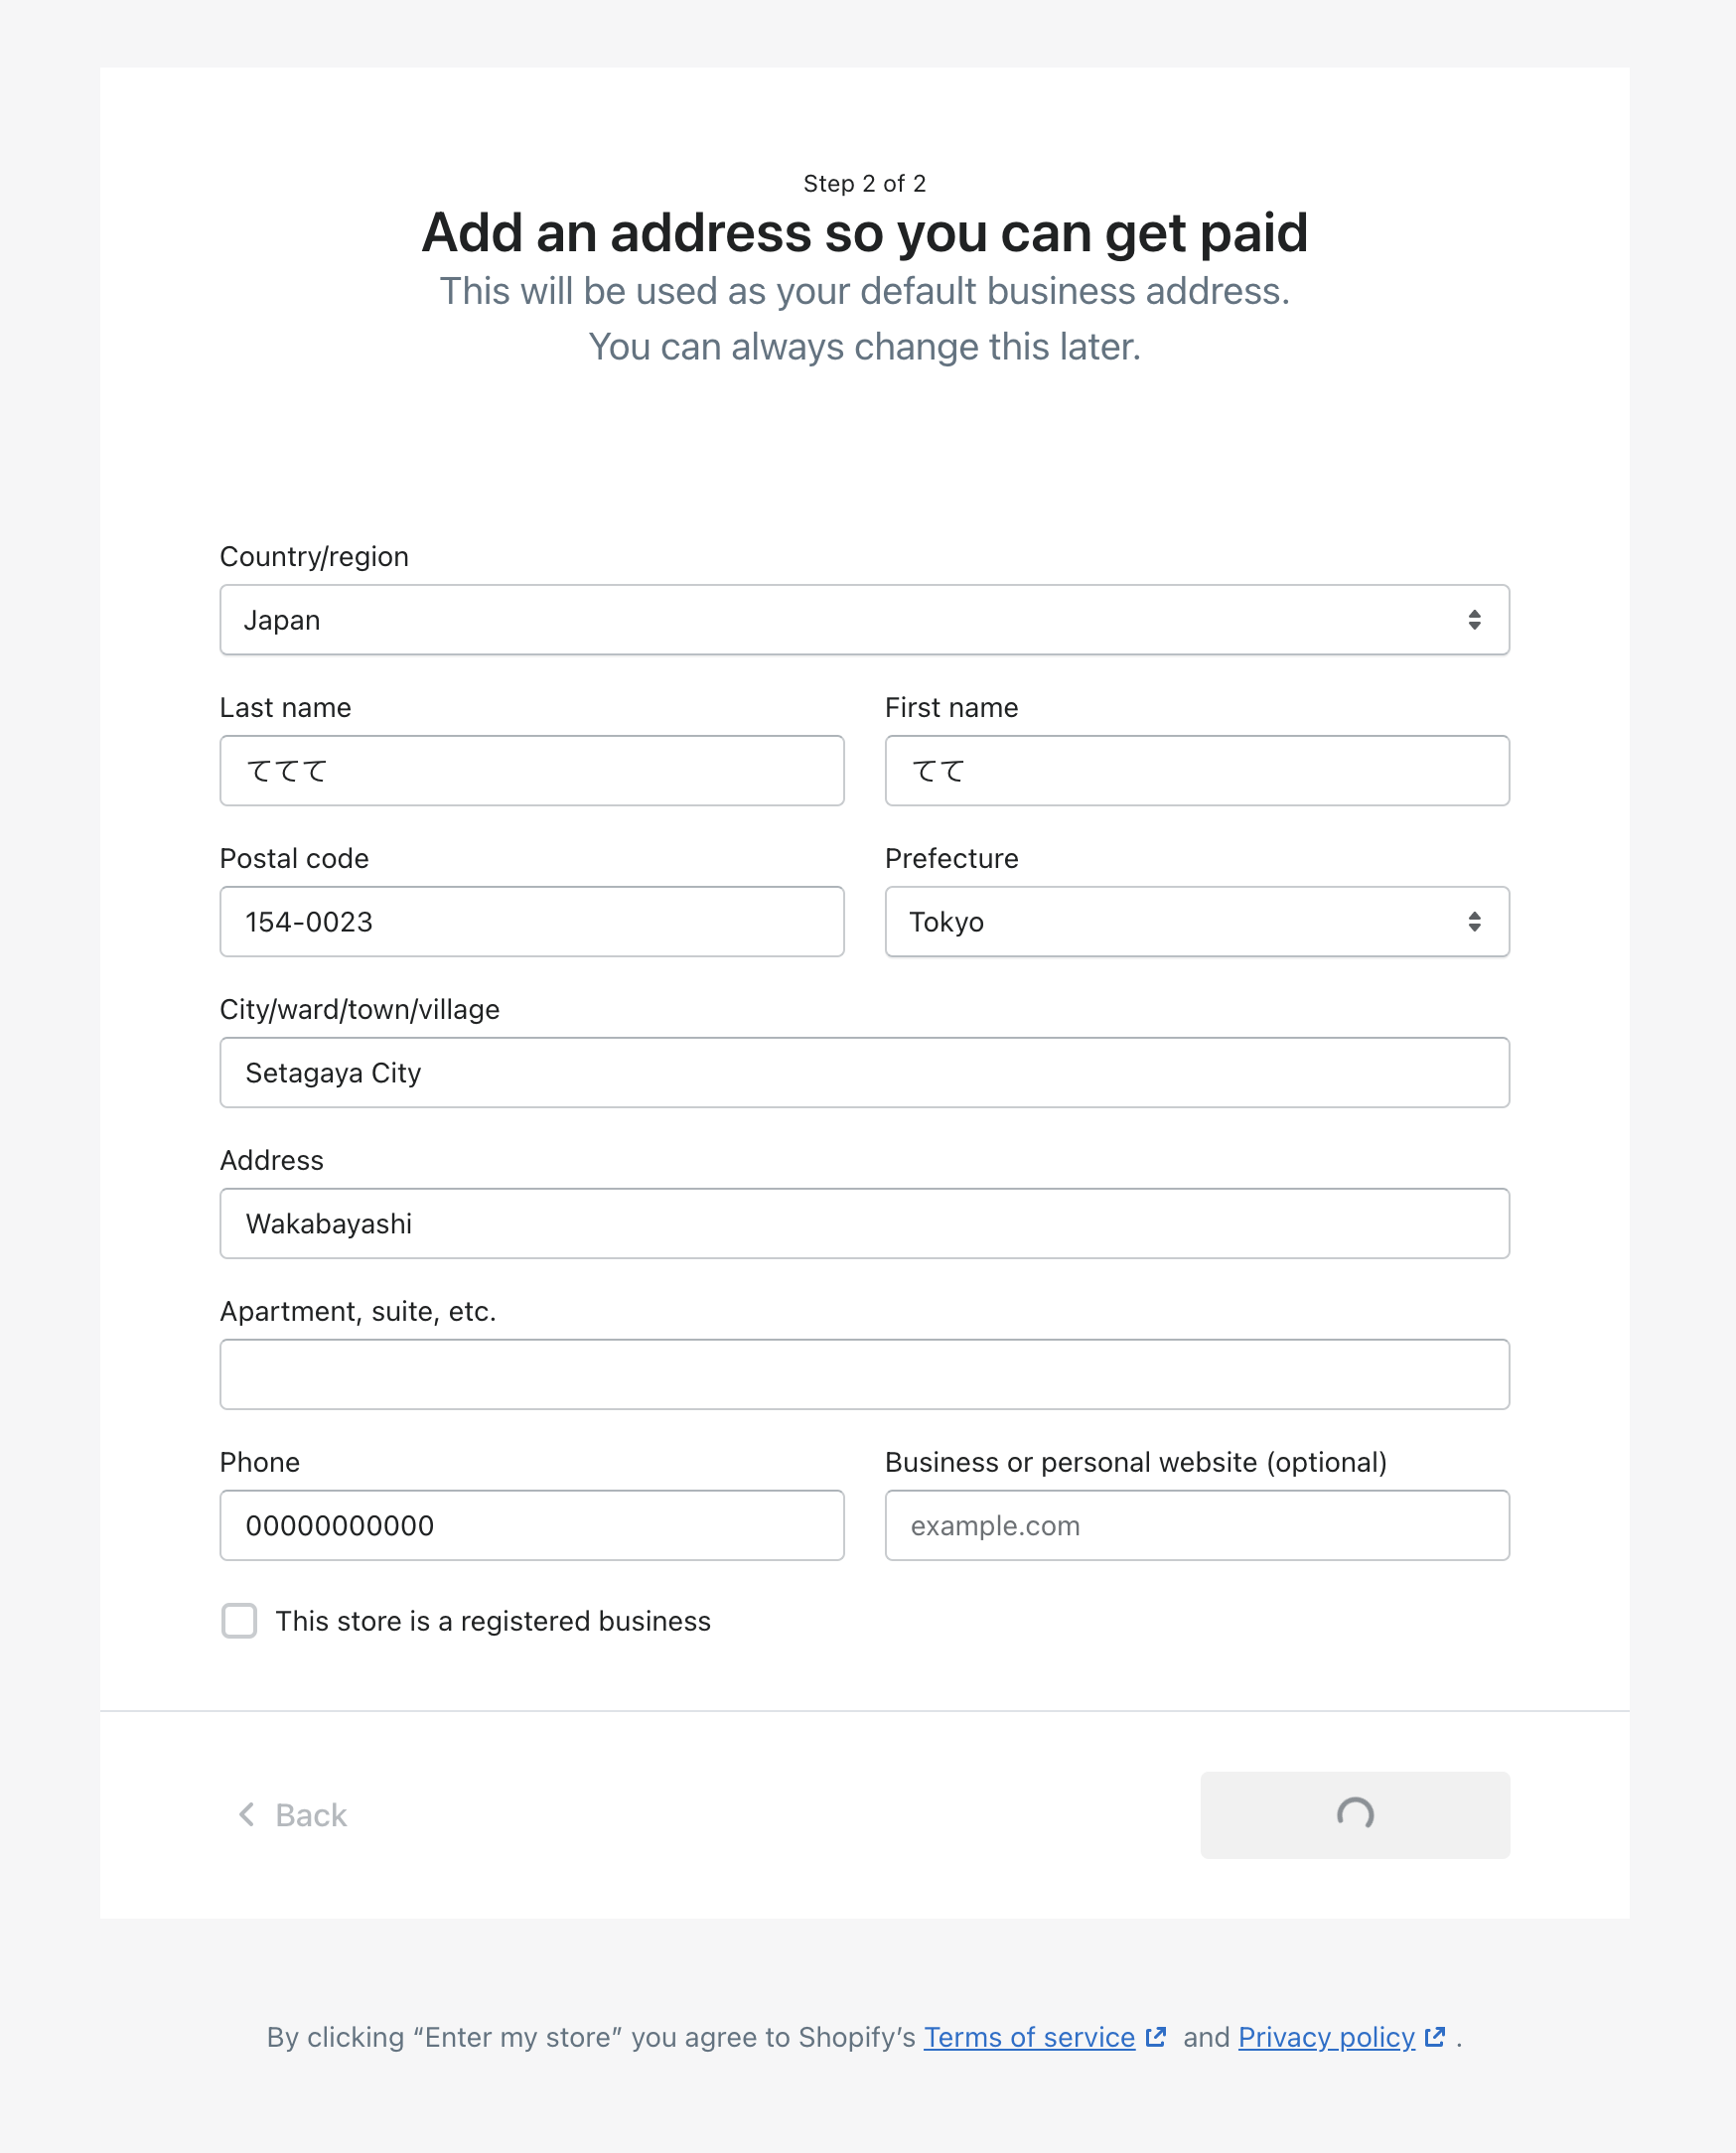 Step 2 of 2
Add an address so you can get paid
This will be used as your default business address.
You can always change this later.
Country/region
Japan
Last name
First name
ててて
てて
Postal code
Prefecture
154-0023
Tokyo
City/ward/town/village
Setagaya City
Address
Wakabayashi
Apartment, suite, etc.
Phone
Business or personal website (optional)
00000000000
example.com
This store is a registered business
Back
By clicking “Enter my store” you agree to Shopify’s Terms of service and Privacy policy .